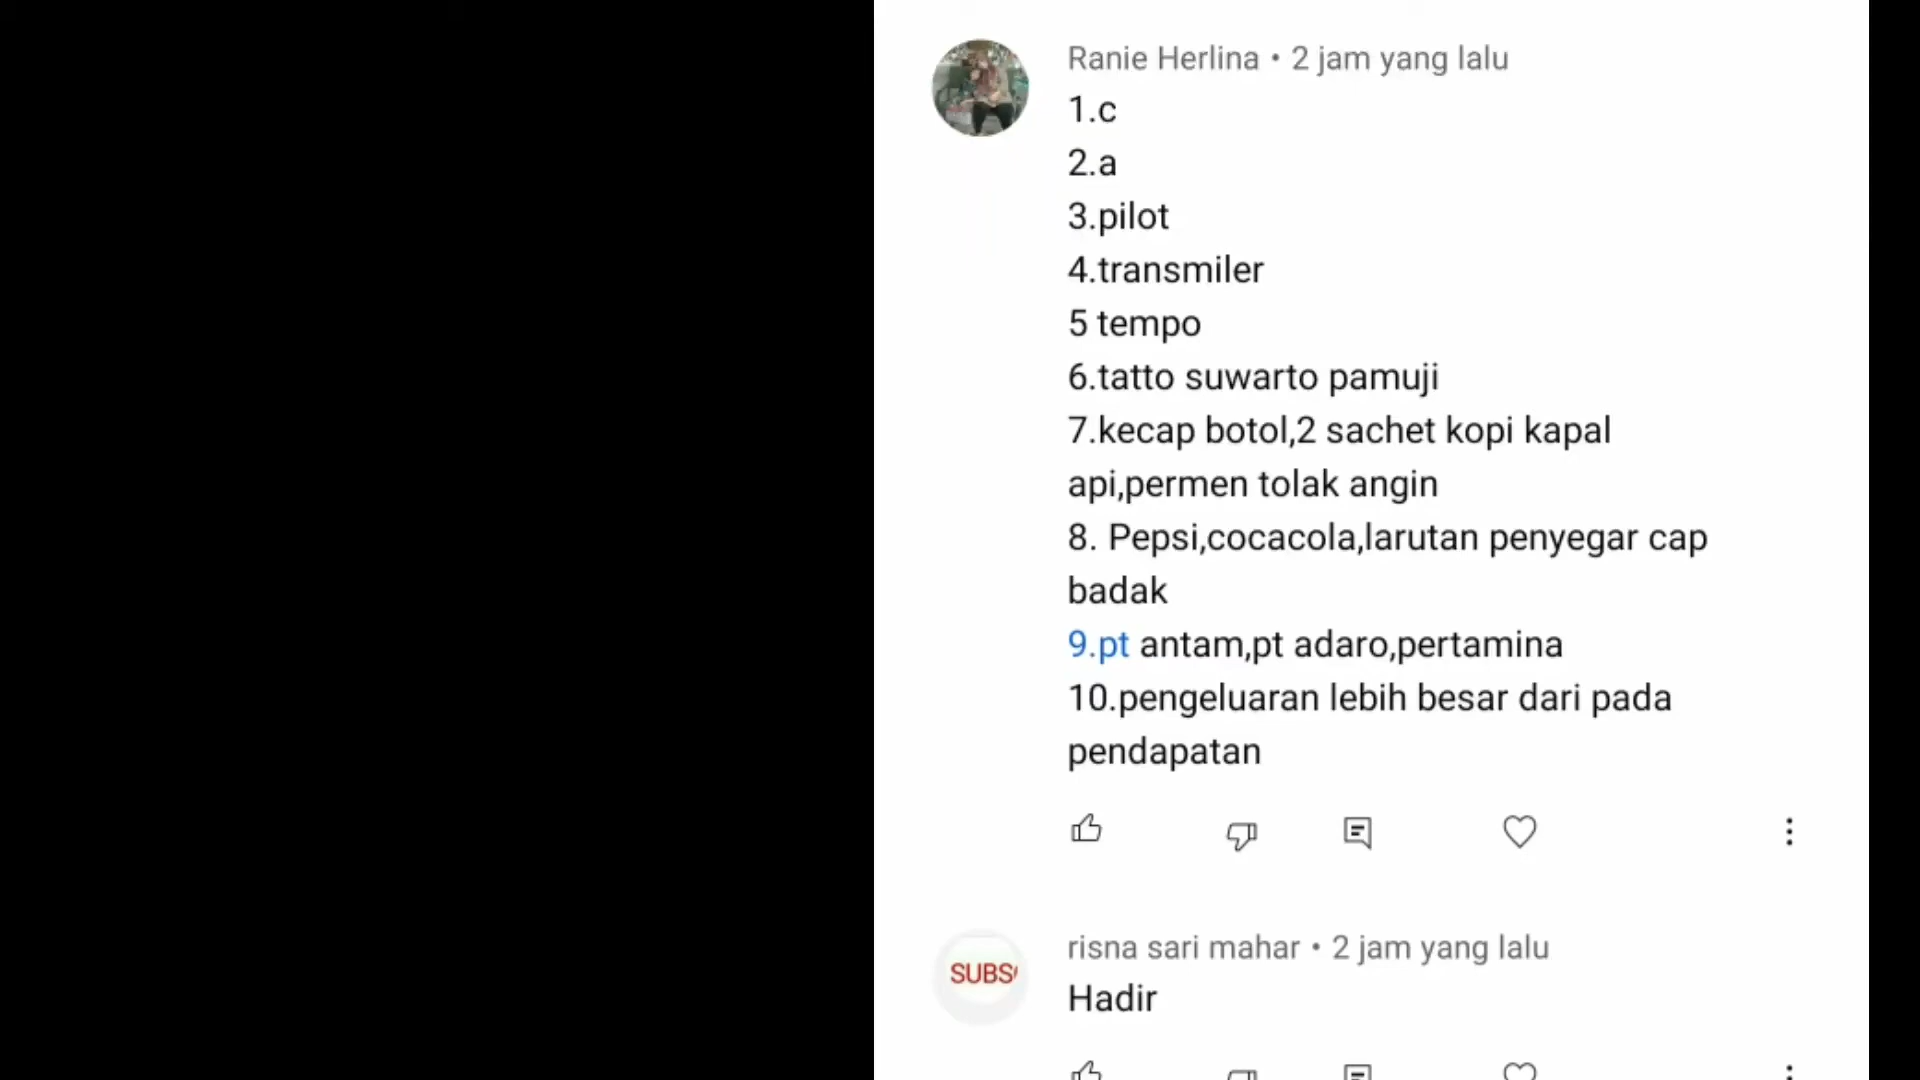 Ranie Herlina • 2 jam yang lalu
1.c
2.a
3.pilot
4.transmiler
5 tempo
6.tatto suwarto pamuji
7.kecap botol,2 sachet kopi kapal
api,permen tolak angin
8. Pepsi,cocacola,larutan penyegar cap
badak
9.pt antam,pt adaro,pertamina
10.pengeluaran lebih besar dari pada
pendapatan
risna sari mahar • 2 jam yang lalu
SUBS
Hadir